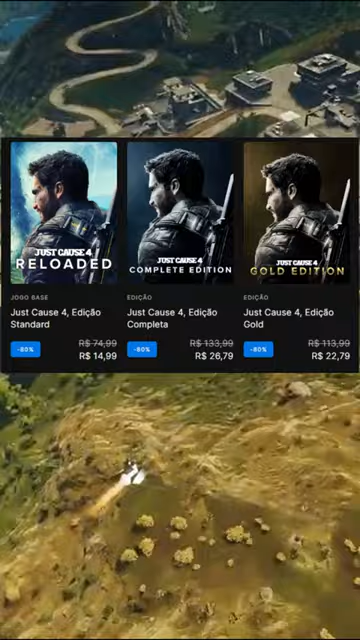 JUST CAUSE 4
RELOADED
JUST CAUSE 4
COMPLETE EDITION
JUST CAUSE 4
GOLD EDITION
JOGO BASE
Just Cause 4, Edição
Standard
-80%
R$ 74,99
R$ 14,99
EDIÇÃO
Just Cause 4, Edição
Completa
-80%
R$ 133,99
R$ 26,79
EDIÇÃO
Just Cause 4, Edição
Gold
-80%
R$ 113,99
R$ 22,79